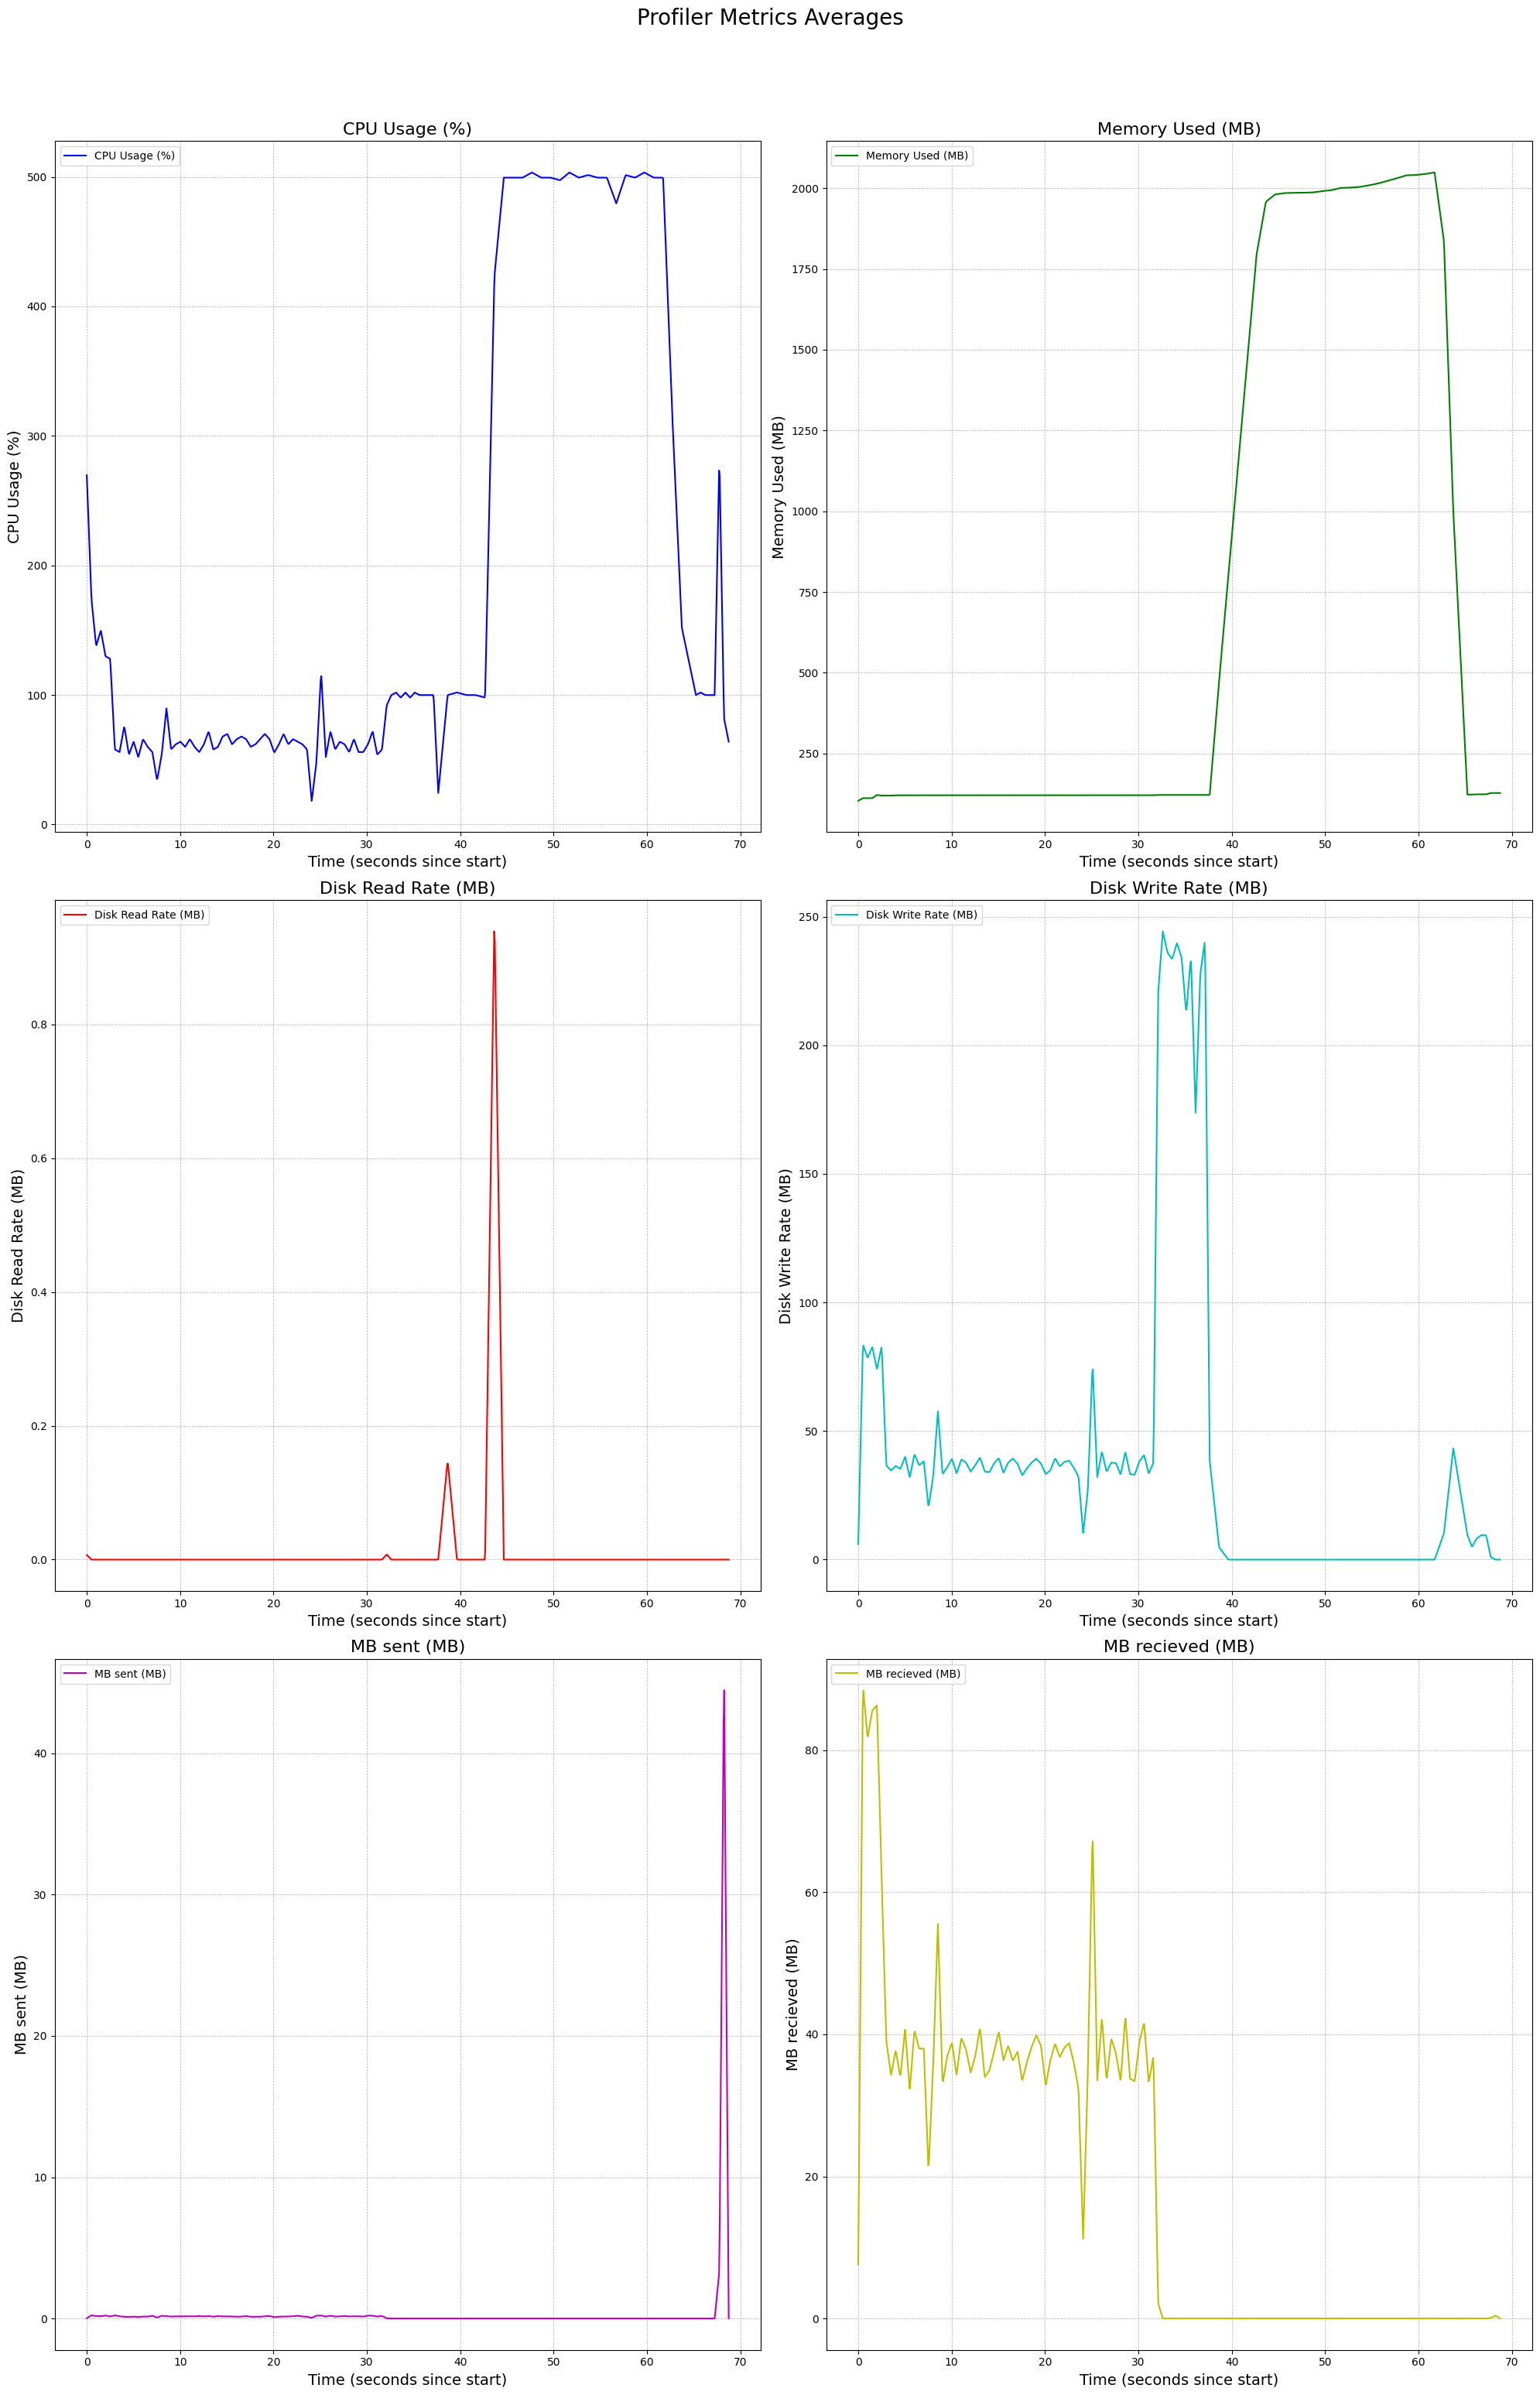 Profiler Metrics Averages
CPU Usage (%)
CPU Usage (%)
500
400
300
200
100
0
CPU Usage (%)
0 10 20 30 40 50 60 70
Time (seconds since start)
Memory Used (MB)
Memory Used (MB)
2000
1750
1500
1250
1000
750
500
250
Memory Used (MB)
0 10 20 30 40 50 60 70
Time (seconds since start)
Disk Read Rate (MB)
Disk Read Rate (MB)
0.8
0.6
0.4
0.2
0.0
Disk Read Rate (MB)
0 10 20 30 40 50 60 70
Time (seconds since start)
Disk Write Rate (MB)
Disk Write Rate (MB)
250
200
150
100
50
0
Disk Write Rate (MB)
0 10 20 30 40 50 60 70
Time (seconds since start)
MB sent (MB)
MB sent (MB)
40
30
20
10
0
MB sent (MB)
0 10 20 30 40 50 60 70
Time (seconds since start)
MB recieved (MB)
MB recieved (MB)
80
60
40
20
0
MB recieved (MB)
0 10 20 30 40 50 60 70
Time (seconds since start)